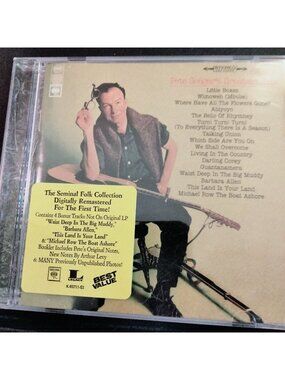 STEREO
Pete Seeger's Greatest
Little Boxes
Wimoweh (Mbube)
Where Have All The Flowers Gone?
Abiyoyo
The Bells Of Rhymney
Turn! Turn! Turn!
(To Everything There Is A Season)
Talking Union
Which Side Are You On
We Shall Overcome
Living In The Country
Darling Corey
Guantanamera
Waist Deep In The Big Muddy
Barbara Allen
This Land Is Your Land
Michael Row The Boat Ashore
The Seminal Folk Collection
Digitally Remastered
For The First Time!
Contains 4 Bonus Tracks Not On Original LP
"Waist Deep In The Big Muddy,"
"Barbara Allen,"
"This Land Is Your Land"
& "Michael Row The Boat Ashore"
Booklet Includes Pete's Original Notes,
New Notes By Arthur Levy
& MANY Previously Unpublished Photos!
LEGACY
BEST
VALUE